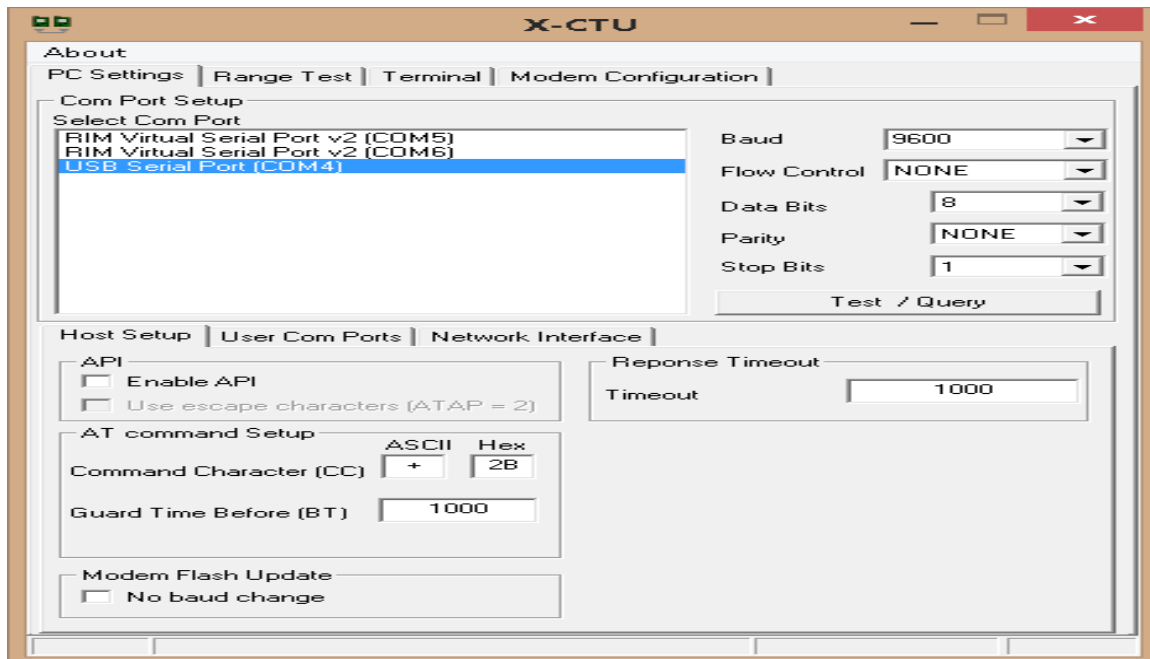 X-CTU
About
PC Settings Range Test Terminal Modem Configuration
Com Port Setup
Select Com Port
RIM Virtual Serial Port v2 (COM5)
RIM Virtual Serial Port v2 (COM6)
USB Serial Port (COM4)
Baud 9600
Flow Control NONE
Data Bits 8
Parity NONE
Stop Bits 1
Test / Query
Host Setup User Com Ports Network Interface
API
Enable API
Use escape characters (ATAP = 2)
Reponse Timeout
Timeout 1000
AT command Setup
ASCII Hex
Command Character (CC) + 2B
Guard Time Before (BT) 1000
Modem Flash Update
No baud change